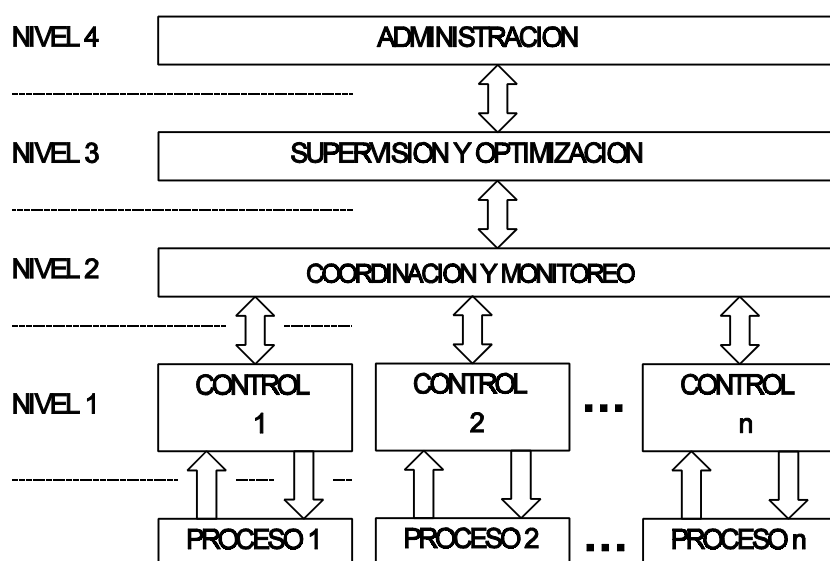 NIVEL 4 ADMINISTRACION
NIVEL 3 SUPERVISION Y OPTIMIZACION
NIVEL 2 COORDINACION Y MONITOREO
NIVEL 1 CONTROL CONTROL CONTROL
1 2 ... n
PROCESO 1 PROCESO 2 ... PROCESO n